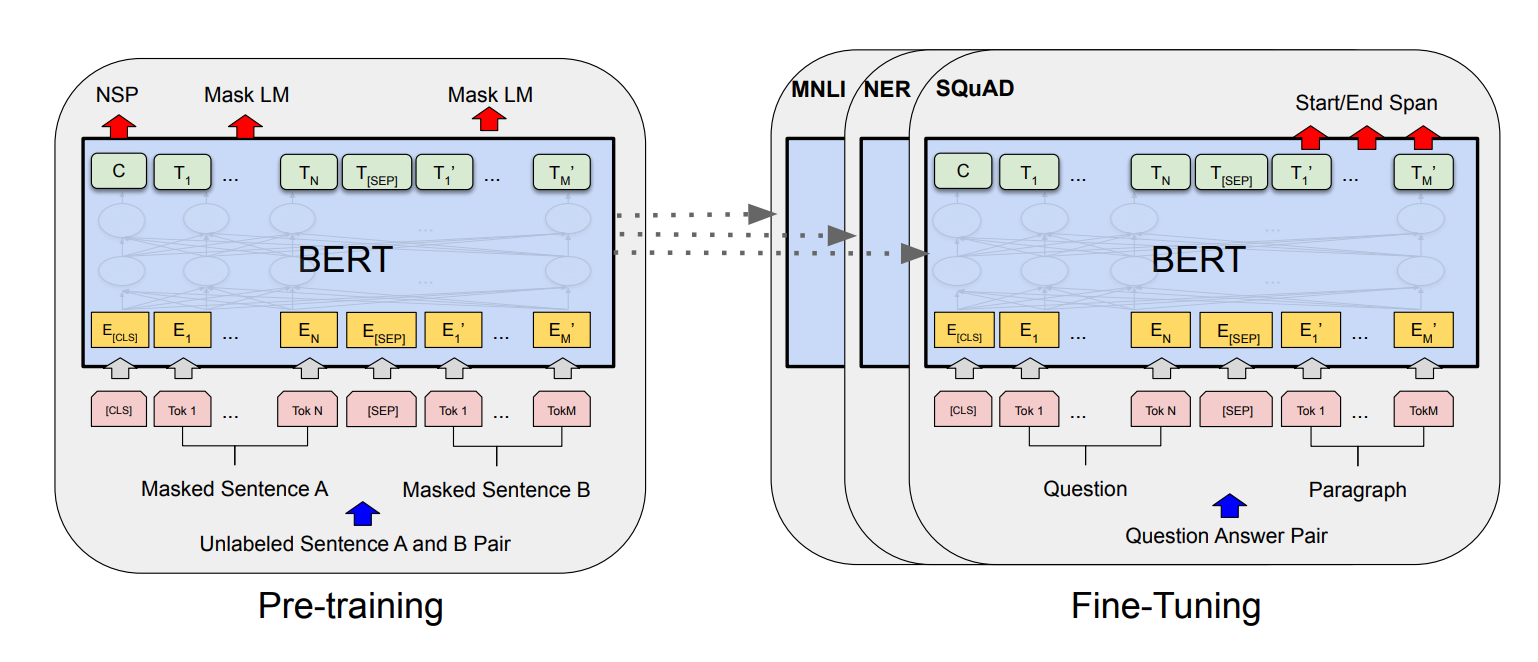 NSP Mask LM Mask LM
C T1 ... TN T[SEP] T1’ ... TM’
...
BERT
...
E[CLS] E1 ... EN E[SEP] E1’ ... EM’
[CLS] Tok 1 ... Tok N [SEP] Tok 1 ... TokM
Masked Sentence A Masked Sentence B
Unlabeled Sentence A and B Pair
Pre-training
MNLI NER SQuAD
Start/End Span
C T1 ... TN T[SEP] T1’ ... TM’
...
BERT
...
E[CLS] E1 ... EN E[SEP] E1’ ... EM’
[CLS] Tok 1 ... Tok N [SEP] Tok 1 ... TokM
Question Paragraph
Question Answer Pair
Fine-Tuning